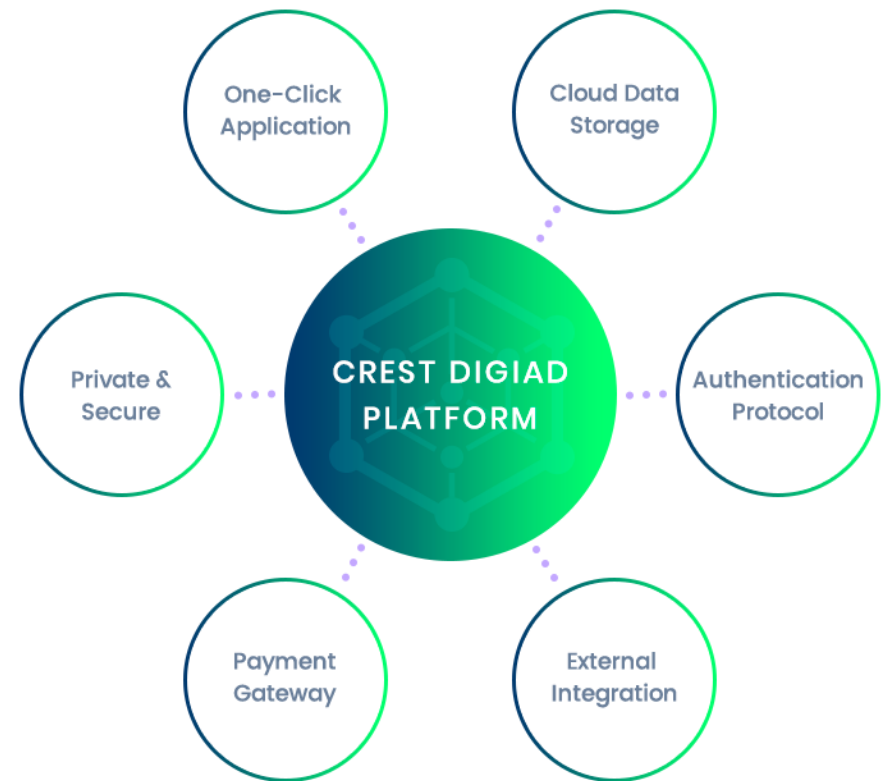 One-Click
Application
Cloud Data
Storage
Private &
Secure
CREST DIGIAD
PLATFORM
Authentication
Protocol
Payment
Gateway
External
Integration